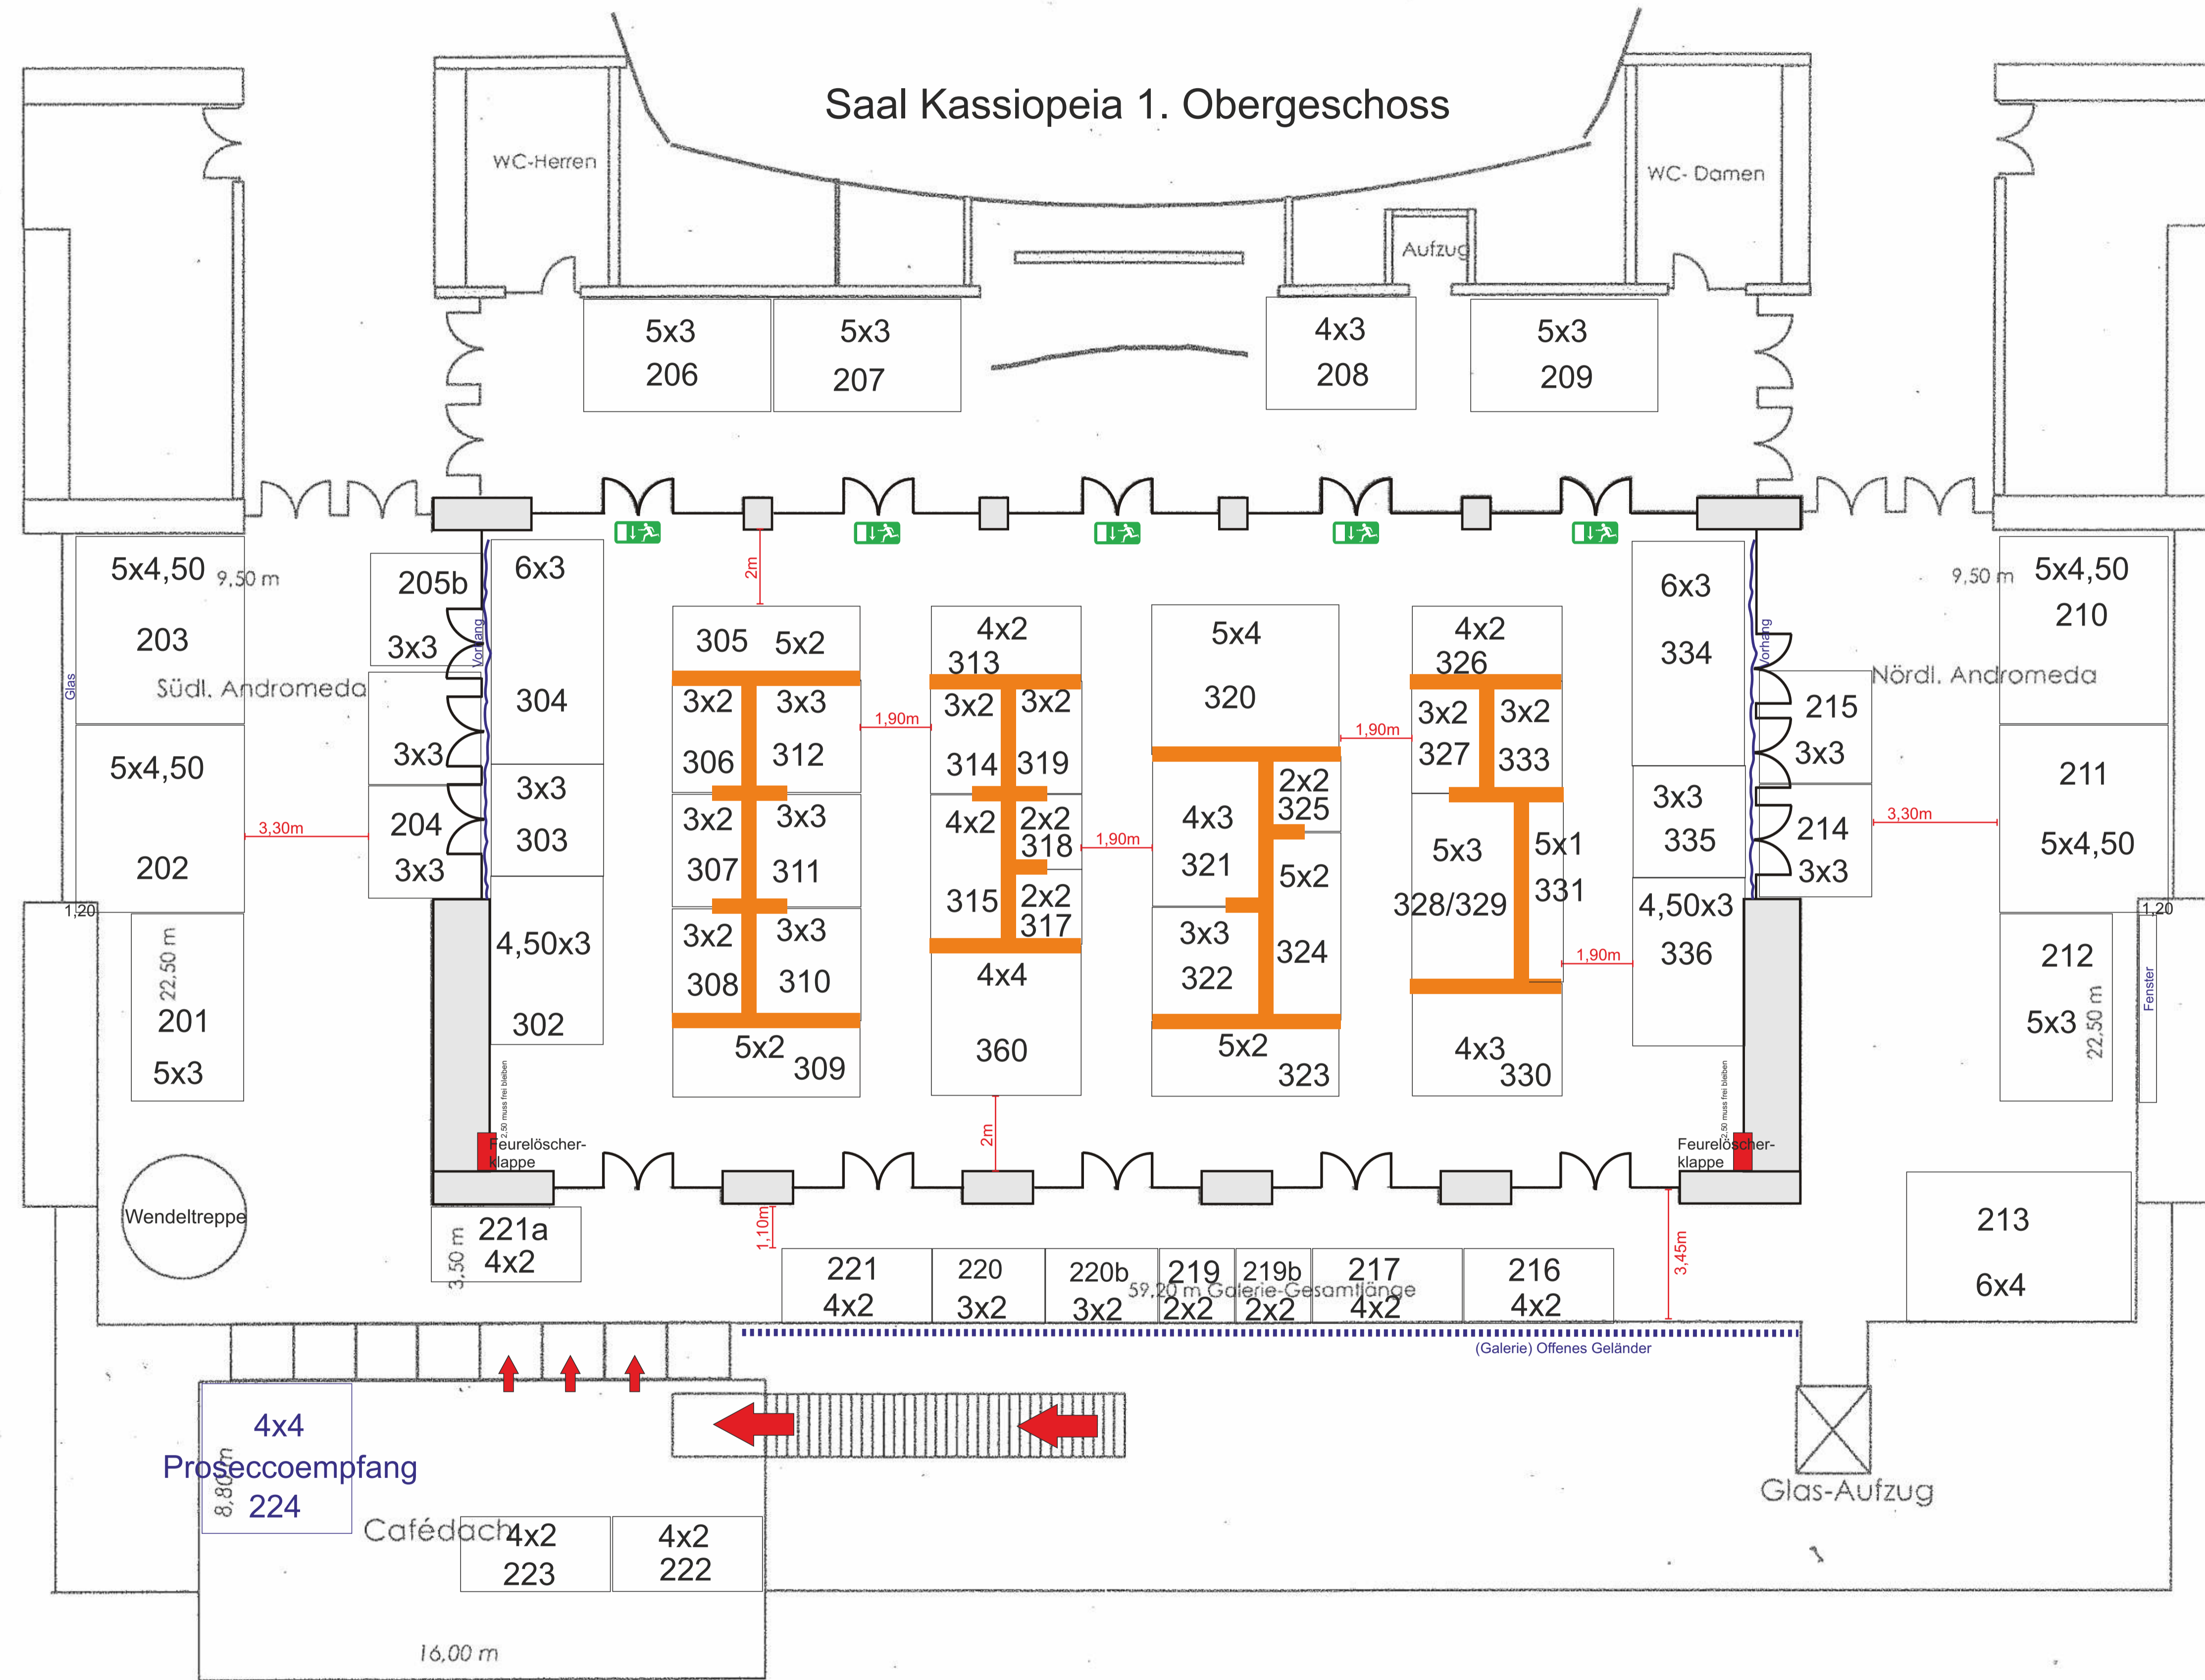 Saal Kassiopeia 1. Obergeschoss
WC-Herren
WC- Damen
Aufzug
5x3
206
5x3
207
4x3
208
5x3
209
5x4,50
203
9,50 m
Südl. Andromeda
Glas
5x4,50
202
3,30m
1,20
22,50 m
201
5x3
205b
3x3
3x3
204
3x3
Vorhang
6x3
304
3x3
303
4,50x3
302
2,50 muss frei bleiben
Feurelöscher-
klappe
2m
305 5x2
3x2
306
3x3
312
3x2
307
3x3
311
3x2
308
3x3
310
5x2
309
1,90m
4x2
313
3x2
314
3x2
319
4x2
315
2x2
318
2x2
317
4x4
360
2m
1,90m
5x4
320
4x3
321
2x2
325
3x3
322
5x2
324
5x2
323
1,90m
4x2
326
3x2
327
3x2
333
5x3
328/329
5x1
331
4x3
330
1,90m
6x3
334
3x3
335
4,50x3
336
Vorhang
2,50 muss frei bleiben
Feurelöscher-
klappe
215
3x3
214
3x3
Nördl. Andromeda
3,30m
9,50 m
5x4,50
210
211
5x4,50
1,20
212
5x3
22,50 m
Fenster
213
6x4
Wendeltreppe
221a
4x2
3,50 m
1,10m
221
4x2
220
3x2
220b
3x2
219
2x2
219b
2x2
217
4x2
216
4x2
59,20 m Galerie-Gesamtlänge
3,45m
(Galerie) Offenes Geländer
4x4
Proseccoempfang
224
8,80 m
Cafédach
4x2
223
4x2
222
16,00 m
Glas-Aufzug